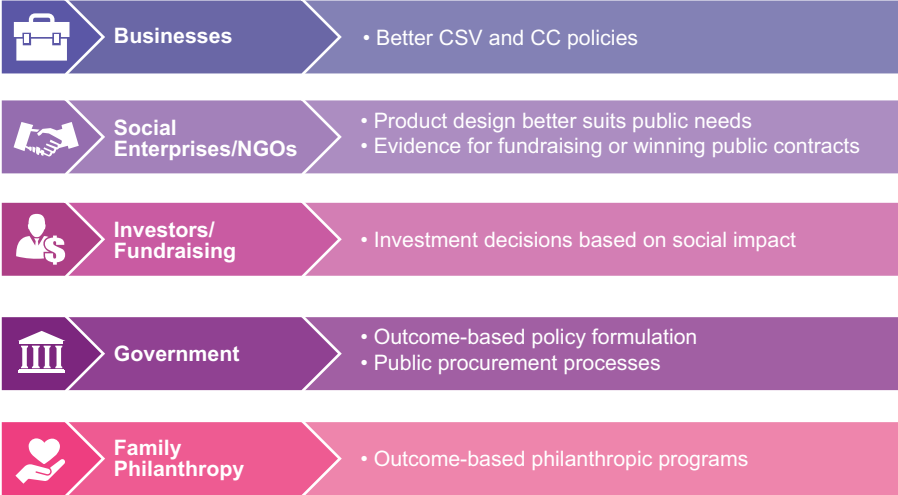 Businesses
• Better CSV and CC policies
Social
Enterprises/NGOs
• Product design better suits public needs
• Evidence for fundraising or winning public contracts
Investors/
Fundraising
• Investment decisions based on social impact
Government
• Outcome-based policy formulation
• Public procurement processes
Family
Philanthropy
• Outcome-based philanthropic programs